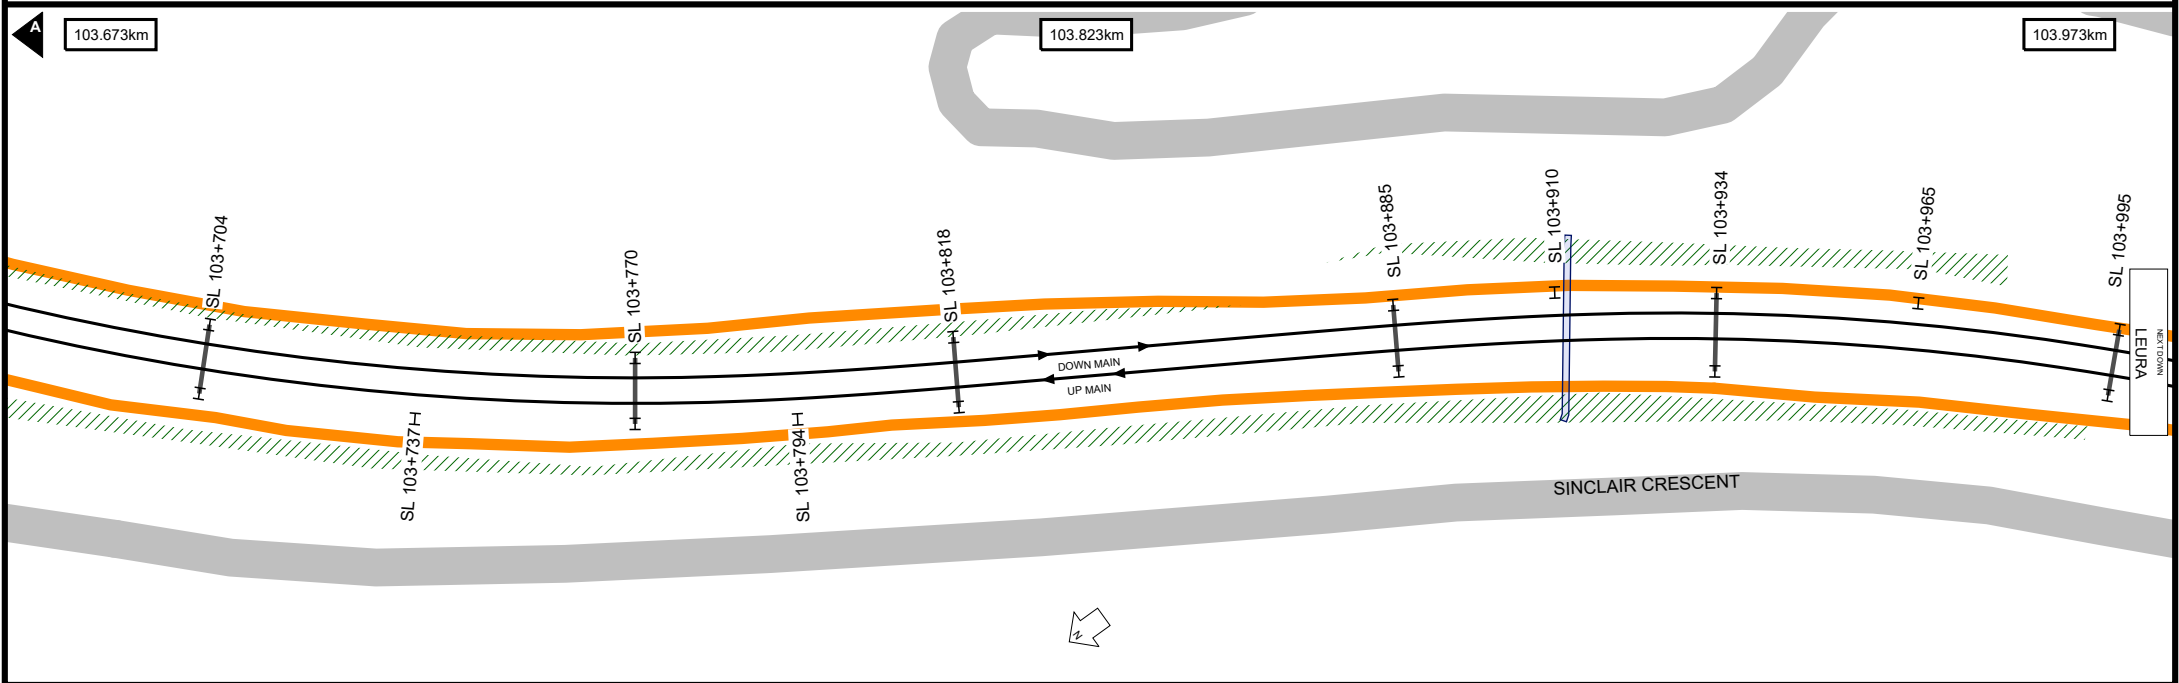 A
103.673km
103.823km
103.973km
SL 103+704
SL 103+770
SL 103+818
SL 103+885
SL 103+910
SL 103+934
SL 103+965
SL 103+995
DOWN MAIN
UP MAIN
NEXT DOWN
LEURA
SL 103+737
SL 103+794
SINCLAIR CRESCENT
N